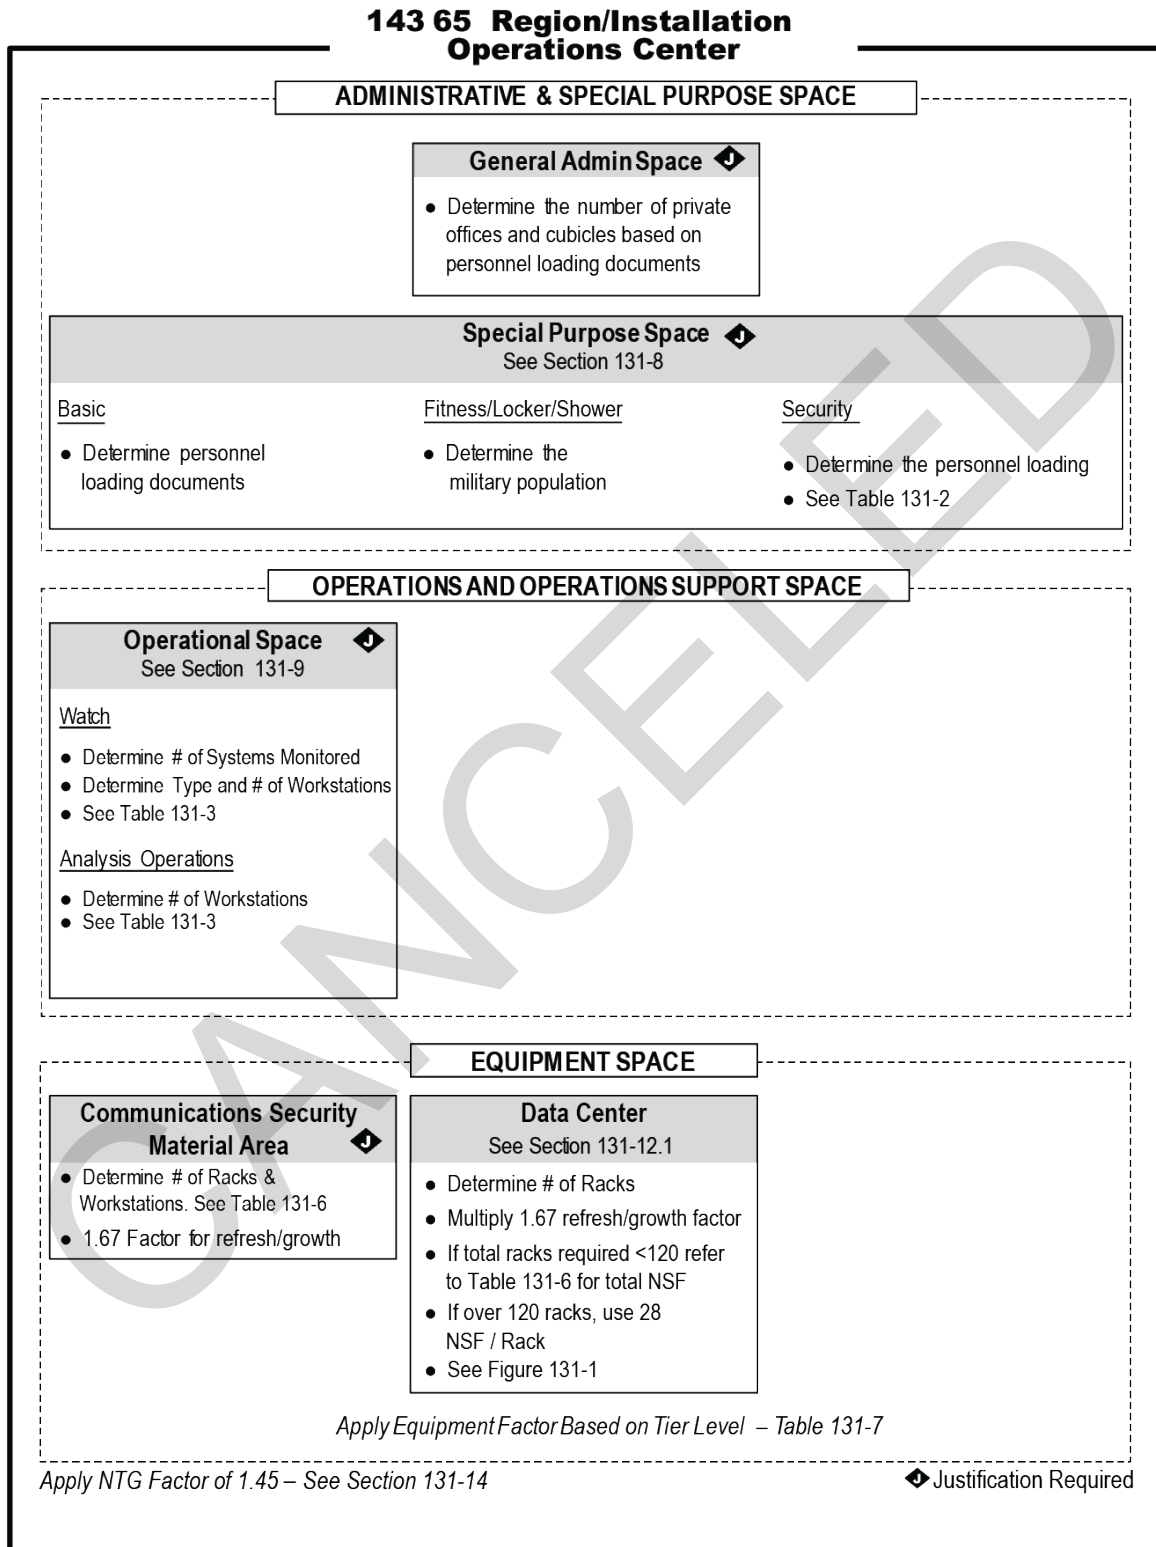 143 65 Region/Installation
Operations Center
ADMINISTRATIVE & SPECIAL PURPOSE SPACE
General Admin Space J
● Determine the number of private
offices and cubicles based on
personnel loading documents
Special Purpose Space J
See Section 131-8
Basic
● Determine personnel
loading documents
Fitness/Locker/Shower
● Determine the
military population
Security
● Determine the personnel loading
● See Table 131-2
OPERATIONS AND OPERATIONS SUPPORT SPACE
Operational Space J
See Section 131-9
Watch
● Determine # of Systems Monitored
● Determine Type and # of Workstations
● See Table 131-3
Analysis Operations
● Determine # of Workstations
● See Table 131-3
EQUIPMENT SPACE
Communications Security
Material Area J
● Determine # of Racks &
Workstations. See Table 131-6
● 1.67 Factor for refresh/growth
Data Center
See Section 131-12.1
● Determine # of Racks
● Multiply 1.67 refresh/growth factor
● If total racks required <120 refer
to Table 131-6 for total NSF
● If over 120 racks, use 28
NSF / Rack
● See Figure 131-1
Apply Equipment Factor Based on Tier Level – Table 131-7
Apply NTG Factor of 1.45 – See Section 131-14
J Justification Required
CANCELED